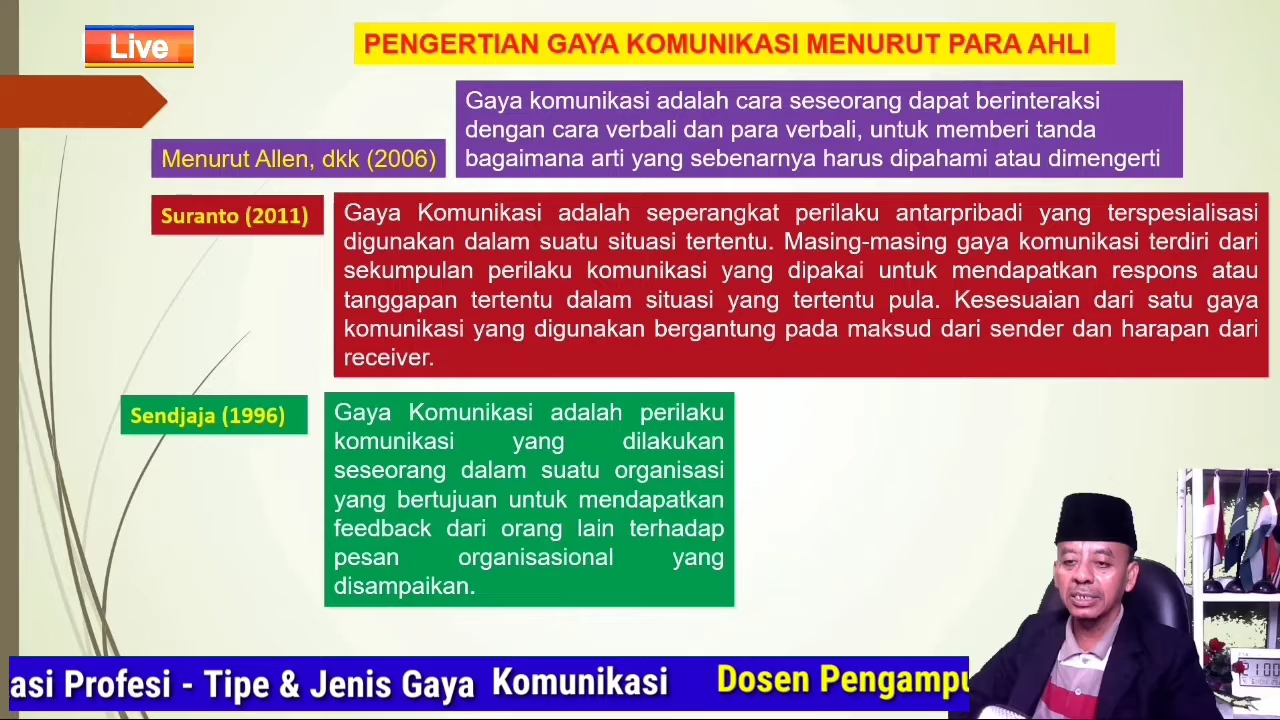 Live
PENGERTIAN GAYA KOMUNIKASI MENURUT PARA AHLI
Menurut Allen, dkk (2006)
Gaya komunikasi adalah cara seseorang dapat berinteraksi
dengan cara verbali dan para verbali, untuk memberi tanda
bagaimana arti yang sebenarnya harus dipahami atau dimengerti
Suranto (2011)
Gaya Komunikasi adalah seperangkat perilaku antarpribadi yang terspesialisasi
digunakan dalam suatu situasi tertentu. Masing-masing gaya komunikasi terdiri dari
sekumpulan perilaku komunikasi yang dipakai untuk mendapatkan respons atau
tanggapan tertentu dalam situasi yang tertentu pula. Kesesuaian dari satu gaya
komunikasi yang digunakan bergantung pada maksud dari sender dan harapan dari
receiver.
Sendjaja (1996)
Gaya Komunikasi adalah perilaku
komunikasi yang dilakukan
seseorang dalam suatu organisasi
yang bertujuan untuk mendapatkan
feedback dari orang lain terhadap
pesan organisasional yang
disampaikan.
asi Profesi - Tipe & Jenis Gaya Komunikasi Dosen Pengampu